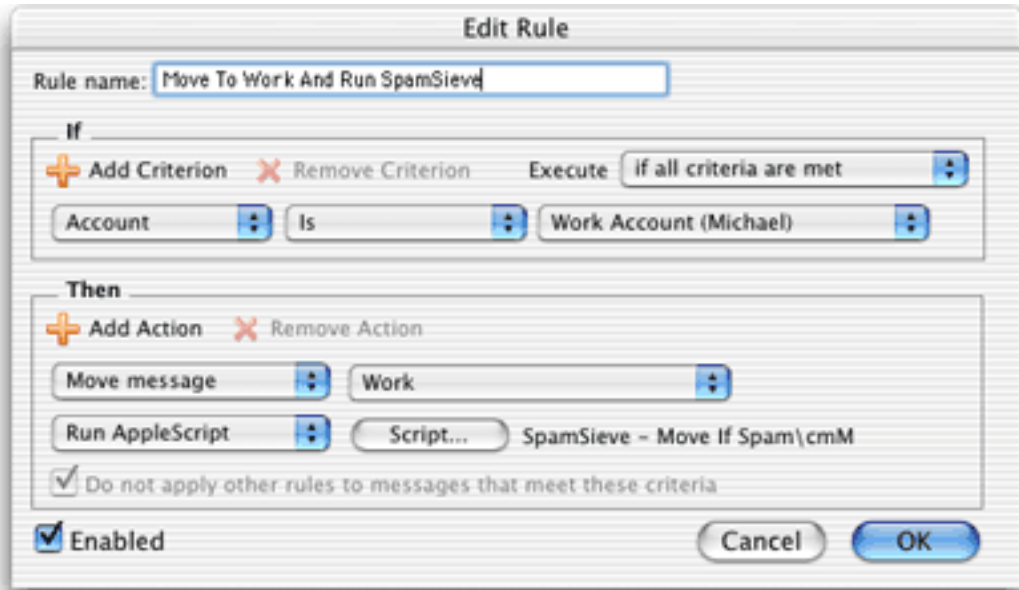 Edit Rule
Rule name: Move To Work And Run SpamSieve
If
Add Criterion Remove Criterion Execute if all criteria are met
Account Is Work Account (Michael)
Then
Add Action Remove Action
Move message Work
Run AppleScript Script... SpamSieve - Move If Spam\cmM
Do not apply other rules to messages that meet these criteria
Enabled Cancel OK